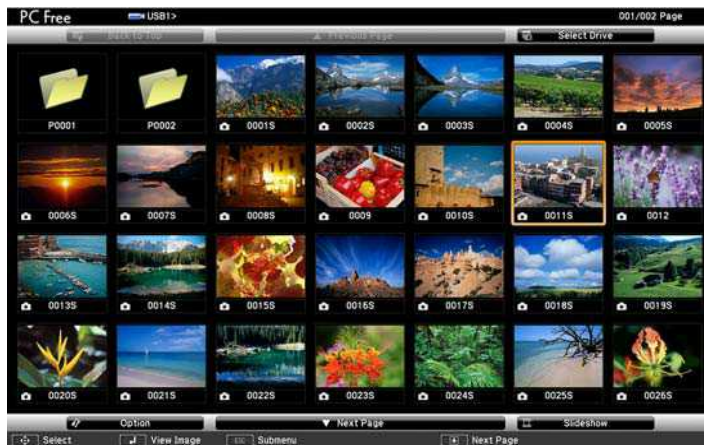 PC Free USB1> 001/002 Page
Back to Top Previous Page Select Drive
P0001 P0002 0001S 0002S 0003S 0004S 0005S
0006S 0007S 0008S 0009 0010S 0011S 0012
0013S 0014S 0015S 0016S 0017S 0018S 0019S
0020S 0021S 0022S 0023S 0024S 0025S 0026S
Option Next Page Slideshow
Select View Image ESC Submenu Next Page